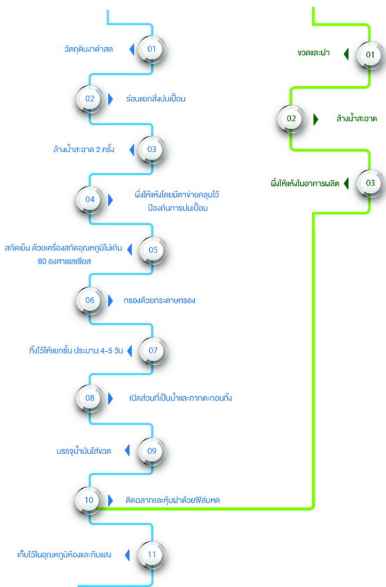 01
วัตถุดิบงาดำสด
02
ร่อนแยกสิ่งปนเปื้อน
03
ล้างน้ำสะอาด 2 ครั้ง
04
ผึ่งให้แห้งโดยมีตาข่ายคลุมไว้
ป้องกันการปนเปื้อน
05
สกัดเย็น ด้วยเครื่องสกัดอุณหภูมิไม่เกิน
60 องศาเซลเซียส
06
กรองด้วยกระดาษกรอง
07
ทิ้งไว้ให้แยกชั้น ประมาน 4-5 วัน
08
เปิดส่วนที่เป็นน้ำและกากตะกอนทิ้ง
09
บรรจุน้ำมันใส่ขวด
10
ติดฉลากและหุ้มฝาด้วยฟิล์มหด
11
เก็บไว้ในอุณหภูมิห้องและทึบแสง
01
ขวดและฝา
02
ล้างน้ำสะอาด
03
ผึ่งให้แห้งในอาคารผลิต